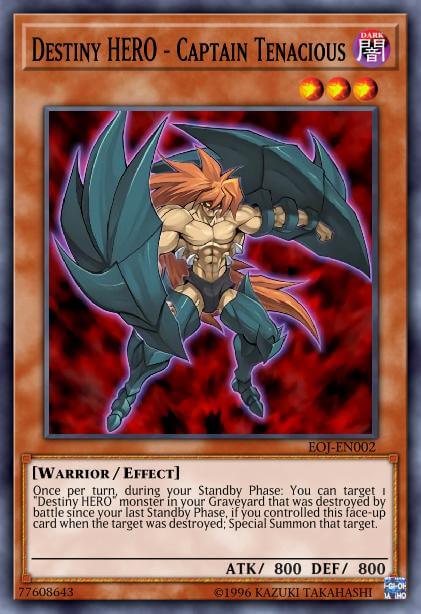 Destiny HERO - Captain Tenacious
DARK
闇
EOJ-EN002
[Warrior / Effect]
Once per turn, during your Standby Phase: You can target 1
"Destiny HERO" monster in your Graveyard that was destroyed by
battle since your last Standby Phase, if you controlled this face-up
card when the target was destroyed; Special Summon that target.
ATK/ 800 DEF/ 800
77608643
©1996 KAZUKI TAKAHASHI